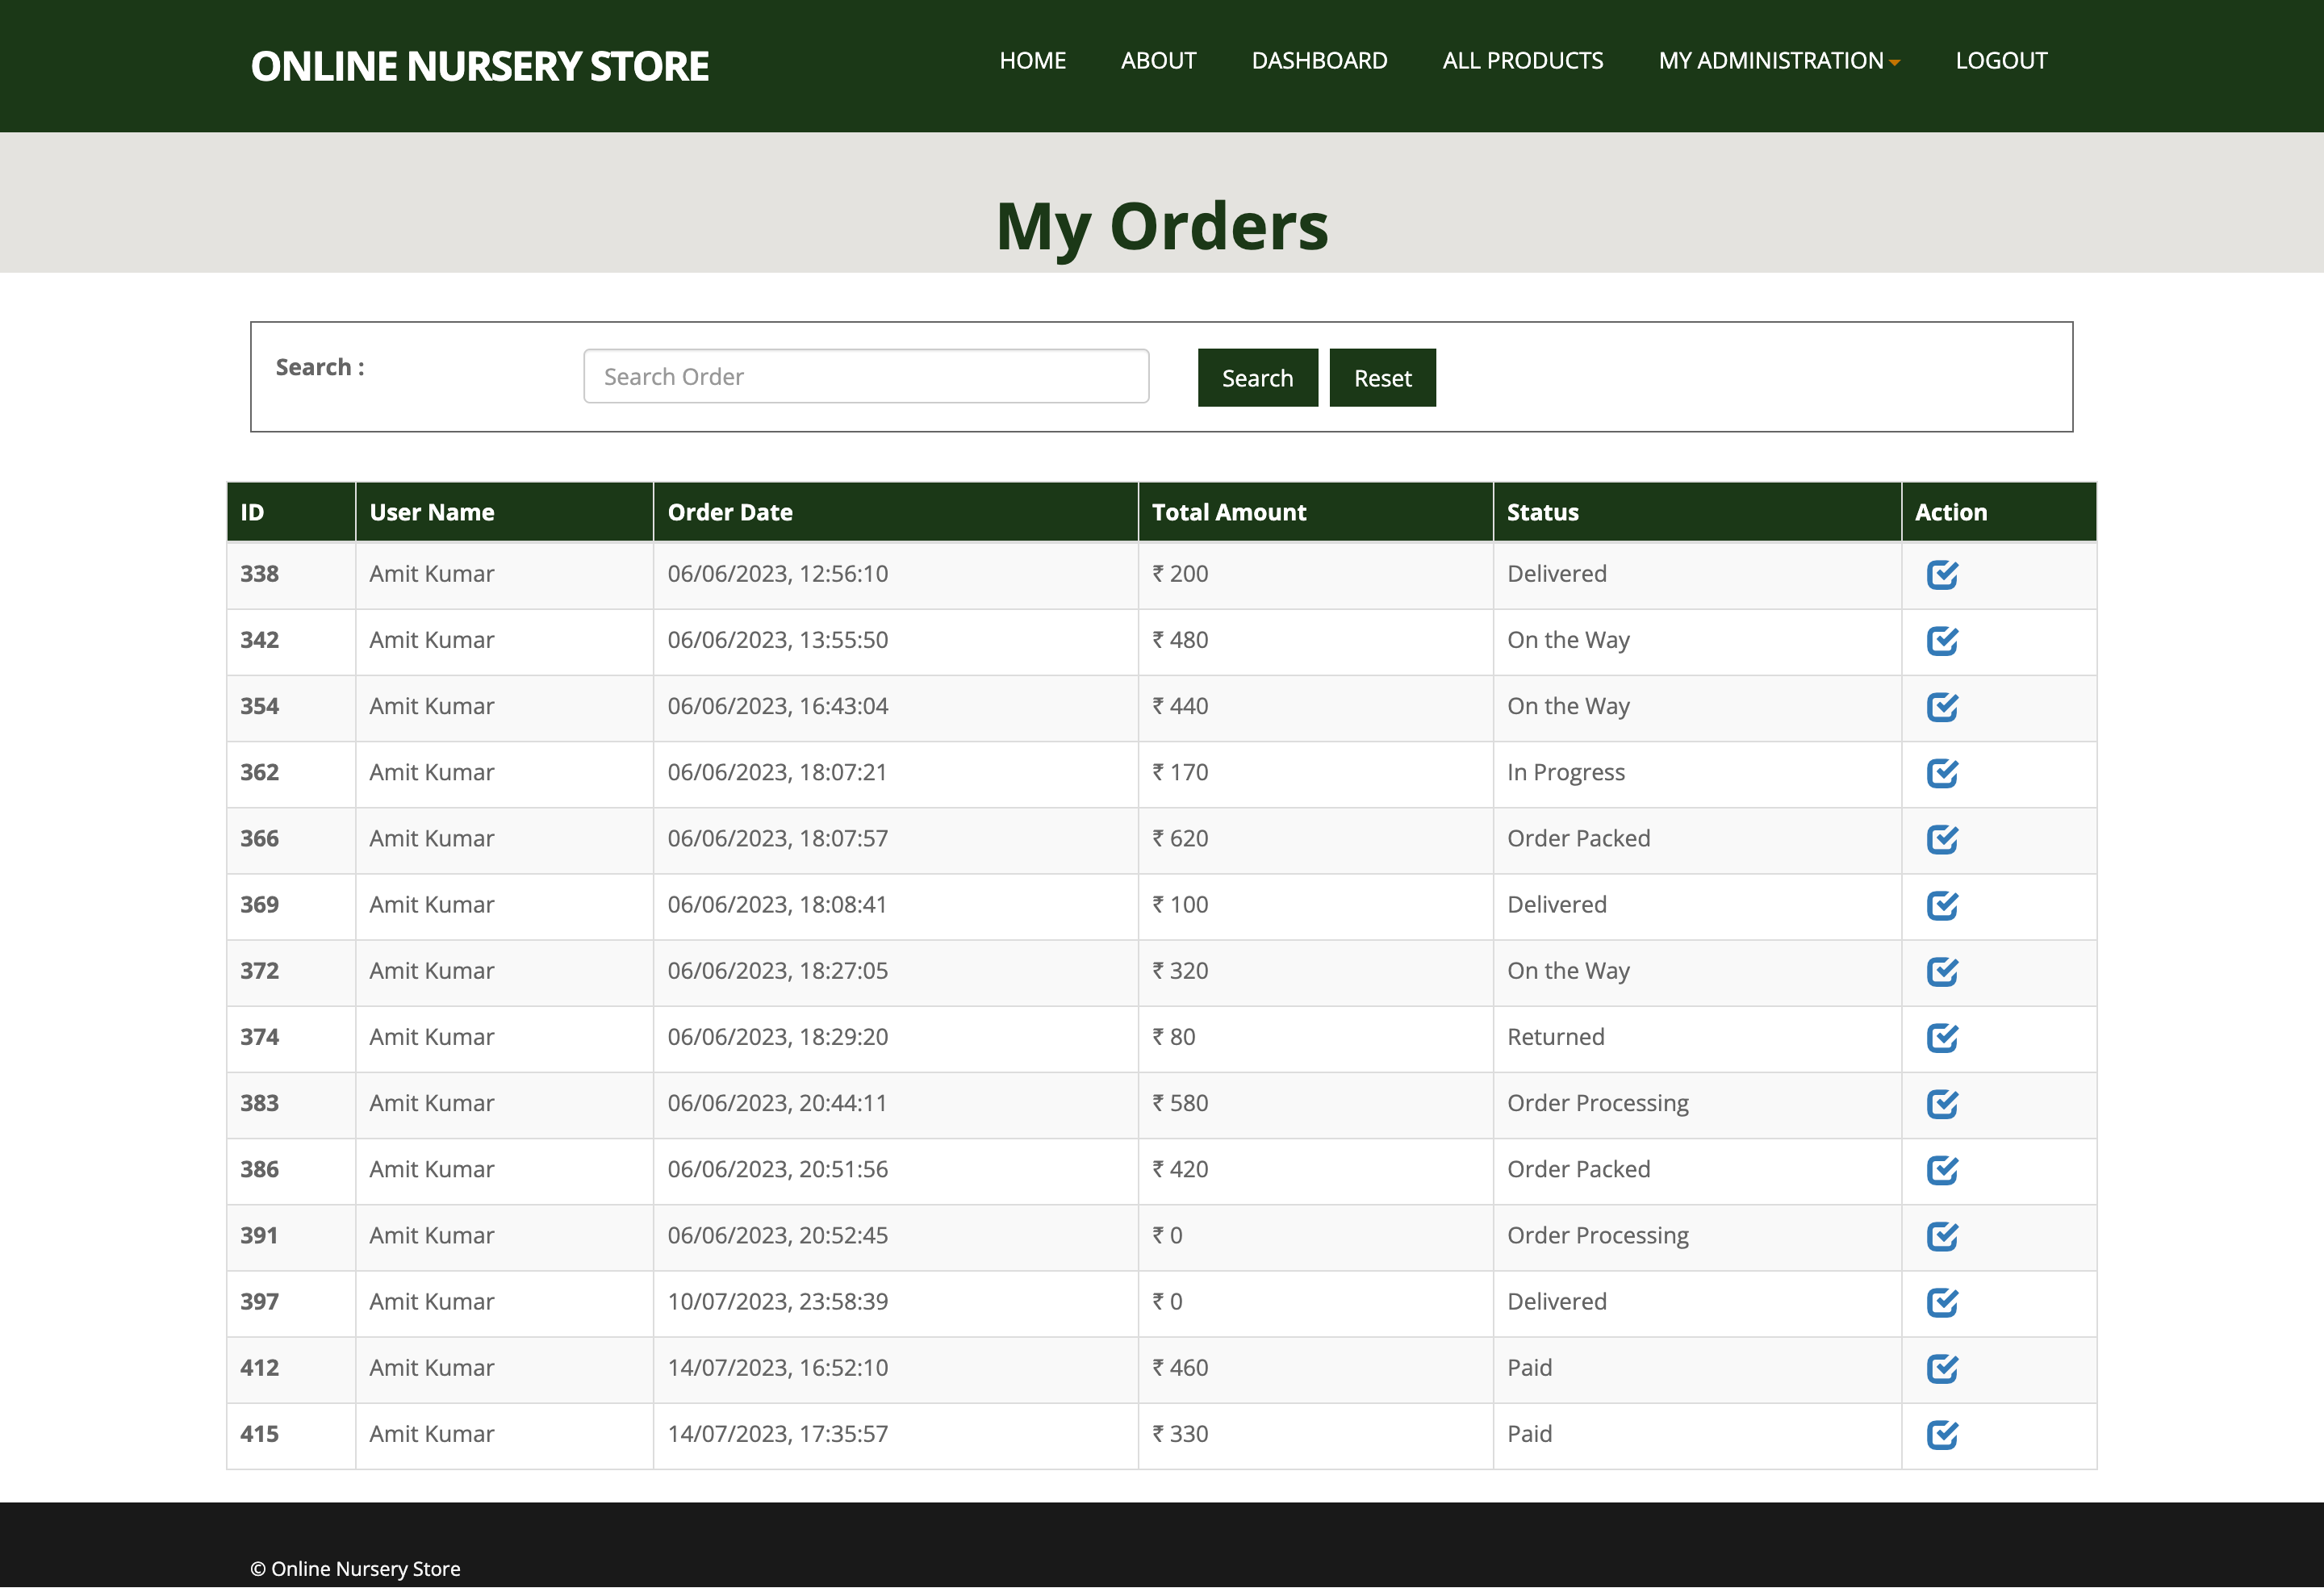 ONLINE NURSERY STORE HOME ABOUT DASHBOARD ALL PRODUCTS MY ADMINISTRATION LOGOUT
My Orders
Search : Search Order Search Reset
ID User Name Order Date Total Amount Status Action
338 Amit Kumar 06/06/2023, 12:56:10 ₹ 200 Delivered
342 Amit Kumar 06/06/2023, 13:55:50 ₹ 480 On the Way
354 Amit Kumar 06/06/2023, 16:43:04 ₹ 440 On the Way
362 Amit Kumar 06/06/2023, 18:07:21 ₹ 170 In Progress
366 Amit Kumar 06/06/2023, 18:07:57 ₹ 620 Order Packed
369 Amit Kumar 06/06/2023, 18:08:41 ₹ 100 Delivered
372 Amit Kumar 06/06/2023, 18:27:05 ₹ 320 On the Way
374 Amit Kumar 06/06/2023, 18:29:20 ₹ 80 Returned
383 Amit Kumar 06/06/2023, 20:44:11 ₹ 580 Order Processing
386 Amit Kumar 06/06/2023, 20:51:56 ₹ 420 Order Packed
391 Amit Kumar 06/06/2023, 20:52:45 ₹ 0 Order Processing
397 Amit Kumar 10/07/2023, 23:58:39 ₹ 0 Delivered
412 Amit Kumar 14/07/2023, 16:52:10 ₹ 460 Paid
415 Amit Kumar 14/07/2023, 17:35:57 ₹ 330 Paid
© Online Nursery Store